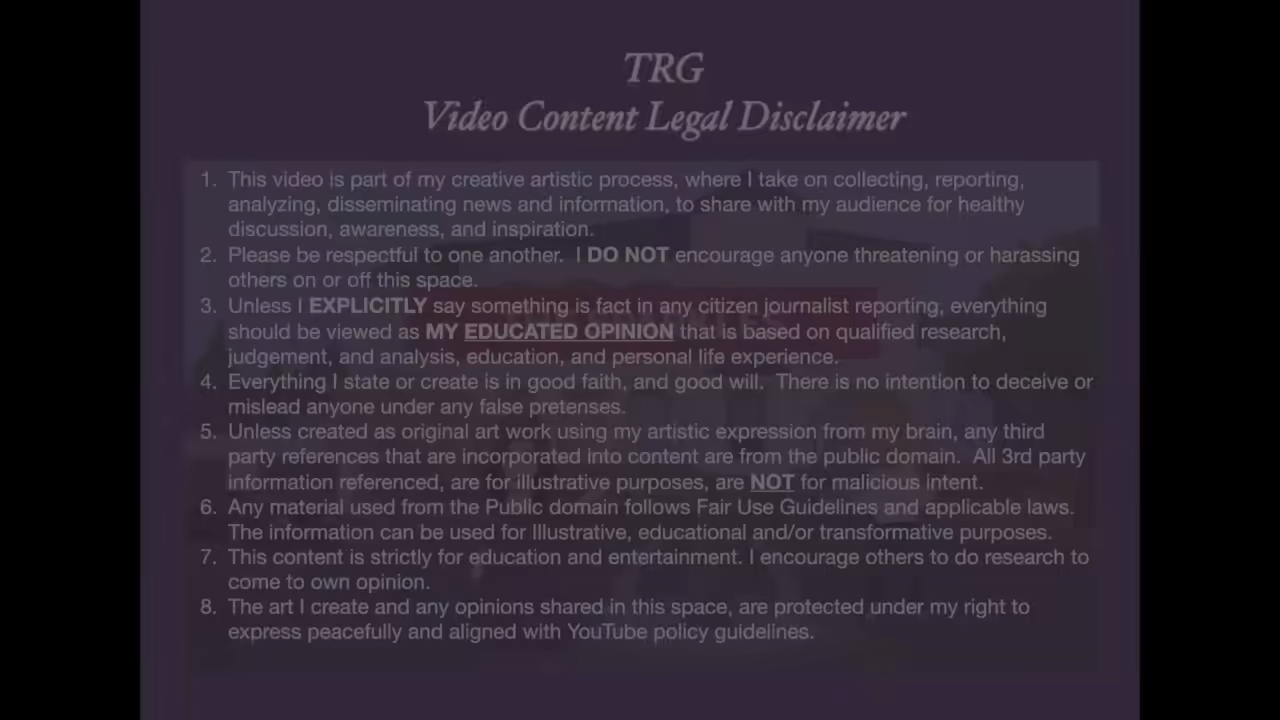 TRG
Video Content Legal Disclaimer
1. This video is part of my creative artistic process, where I take on collecting, reporting,
analyzing, disseminating news and information, to share with my audience for healthy
discussion, awareness, and inspiration.
2. Please be respectful to one another.  I DO NOT encourage anyone threatening or harassing
others on or off this space.
3. Unless I EXPLICITLY say something is fact in any citizen journalist reporting, everything
should be viewed as MY EDUCATED OPINION that is based on qualified research,
judgement, and analysis, education, and personal life experience.
4. Everything I state or create is in good faith, and good will.  There is no intention to deceive or
mislead anyone under any false pretenses.
5. Unless created as original art work using my artistic expression from my brain, any third
party references that are incorporated into content are from the public domain.  All 3rd party
information referenced, are for illustrative purposes, are NOT for malicious intent.
6. Any material used from the Public domain follows Fair Use Guidelines and applicable laws.
The information can be used for Illustrative, educational and/or transformative purposes.
7. This content is strictly for education and entertainment. I encourage others to do research to
come to own opinion.
8. The art I create and any opinions shared in this space, are protected under my right to
express peacefully and aligned with YouTube policy guidelines.